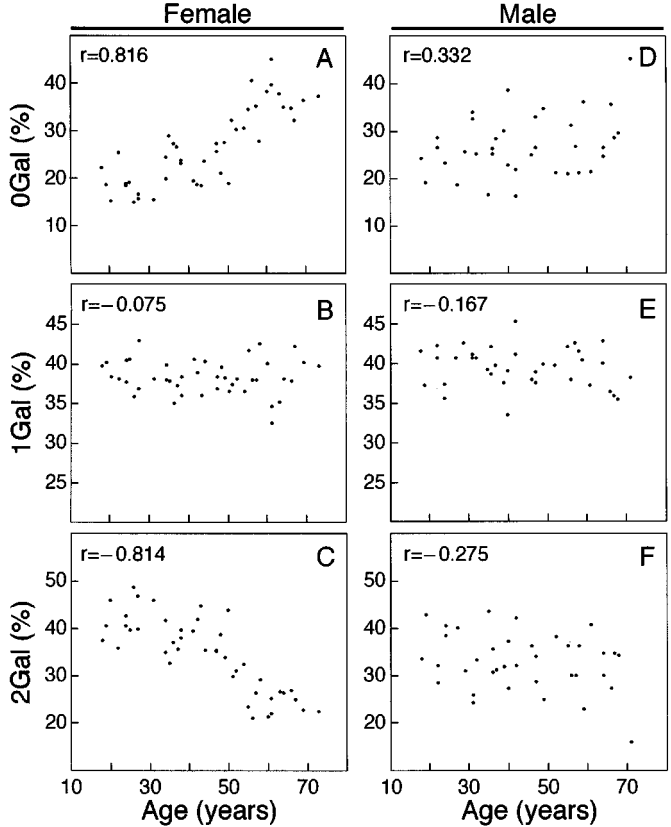 Female Male
r=0.816 A r=0.332 D
0Gal (%)
40 40
30 30
20 20
10 10
r=−0.075 B r=−0.167 E
1Gal (%)
45 45
40 40
35 35
30 30
25 25
r=−0.814 C r=−0.275 F
2Gal (%)
50 50
40 40
30 30
20 20
10 30 50 70 10 30 50 70
Age (years) Age (years)